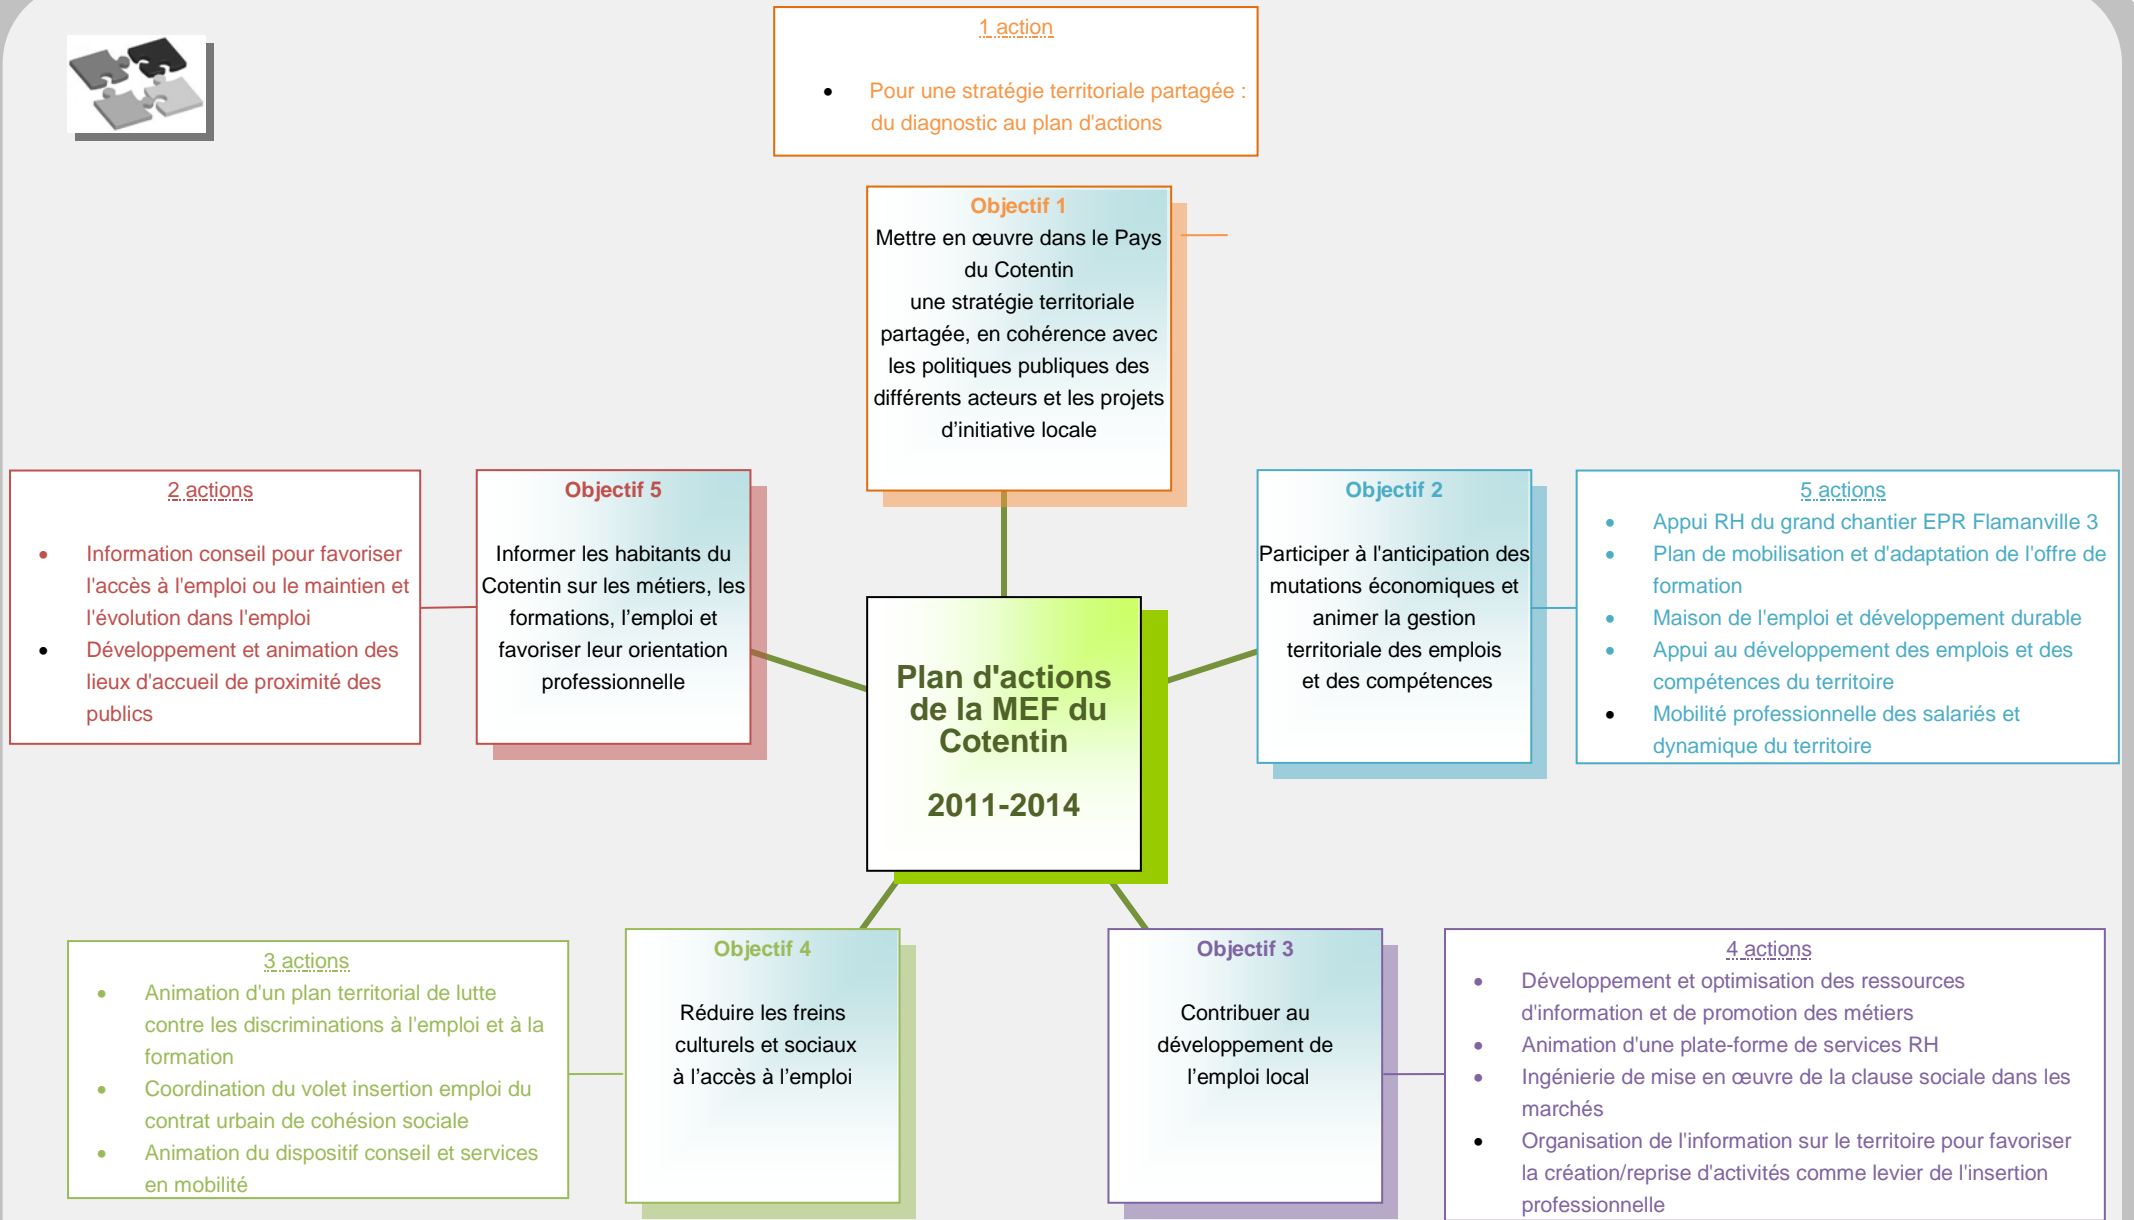 1 action
Pour une stratégie territoriale partagée :
du diagnostic au plan d'actions
Objectif 1
Mettre en œuvre dans le Pays
du Cotentin
une stratégie territoriale
partagée, en cohérence avec
les politiques publiques des
différents acteurs et les projets
d’initiative locale
2 actions
Information conseil pour favoriser
l'accès à l'emploi ou le maintien et
l'évolution dans l'emploi
Développement et animation des
lieux d'accueil de proximité des
publics
Objectif 5
Informer les habitants du
Cotentin sur les métiers, les
formations, l’emploi et
favoriser leur orientation
professionnelle
Objectif 2
Participer à l'anticipation des
mutations économiques et
animer la gestion
territoriale des emplois
et des compétences
5 actions
Appui RH du grand chantier EPR Flamanville 3
Plan de mobilisation et d'adaptation de l'offre de
formation
Maison de l'emploi et développement durable
Appui au développement des emplois et des
compétences du territoire
Mobilité professionnelle des salariés et
dynamique du territoire
Plan d'actions
de la MEF du
Cotentin
2011-2014
3 actions
Animation d'un plan territorial de lutte
contre les discriminations à l'emploi et à la
formation
Coordination du volet insertion emploi du
contrat urbain de cohésion sociale
Animation du dispositif conseil et services
en mobilité
Objectif 4
Réduire les freins
culturels et sociaux
à l’accès à l’emploi
Objectif 3
Contribuer au
développement de
l’emploi local
4 actions
Développement et optimisation des ressources
d'information et de promotion des métiers
Animation d'une plate-forme de services RH
Ingénierie de mise en œuvre de la clause sociale dans les
marchés
Organisation de l'information sur le territoire pour favoriser
la création/reprise d'activités comme levier de l'insertion
professionnelle